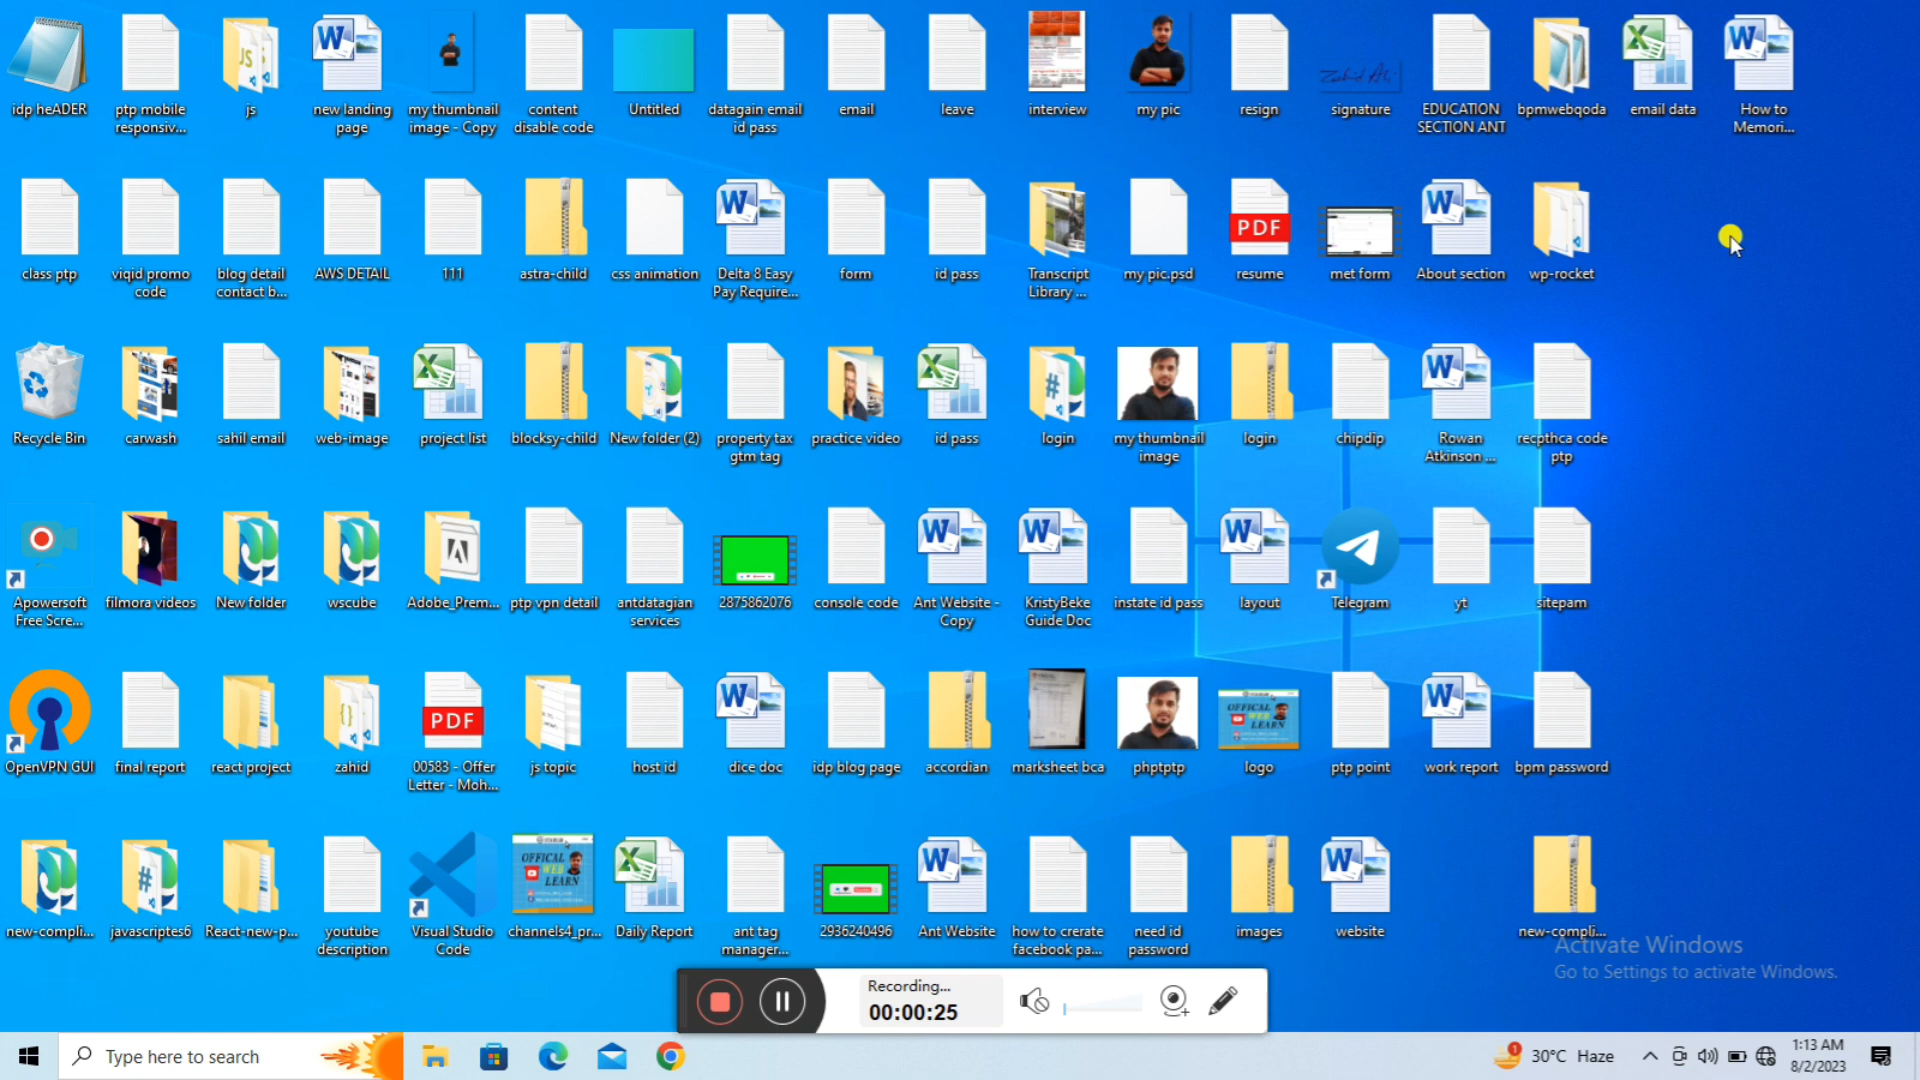 idp heADER
ptp mobile
responsiv...
js
new landing
page
my thumbnail
image - Copy
content
disable code
Untitled
datagain email
id pass
email
leave
interview
my pic
resign
signature
EDUCATION
SECTION ANT
bpmwebqoda
email data
How to
Memori...
class ptp
viqid promo
code
blog detail
contact b...
AWS DETAIL
111
astra-child
css animation
Delta 8 Easy
Pay Require...
form
id pass
Transcript
Library ...
my pic.psd
PDF
resume
met form
About section
wp-rocket
Recycle Bin
carwash
sahil email
web-image
project list
blocksy-child
New folder (2)
property tax
gtm tag
practice video
id pass
login
my thumbnail
image
login
chipdip
Rowan
Atkinson ...
recpthca code
ptp
Apowersoft
Free Scre...
filmora videos
New folder
wscube
Adobe_Prem...
ptp vpn detail
antdatagian
services
2875862076
console code
Ant Website -
Copy
KristyBeke
Guide Doc
instate id pass
layout
Telegram
yt
sitepam
OpenVPN GUI
final report
react project
zahid
PDF
00583 - Offer
Letter - Moh...
js topic
host id
dice doc
idp blog page
accordian
marksheet bca
phptptp
OFFICAL
WEB
LEARN
logo
ptp point
work report
bpm password
new-compli...
javascriptes6
React-new-p...
youtube
description
Visual Studio
Code
OFFICAL
WEB
LEARN
channels4_pr...
Daily Report
ant tag
manager...
2936240496
Ant Website
how to cerate
facebook pa...
need id
password
images
website
new-compli...
Activate Windows
Go to Settings to activate Windows.
Recording...
00:00:25
Type here to search
1
30°C Haze
1:13 AM
8/2/2023